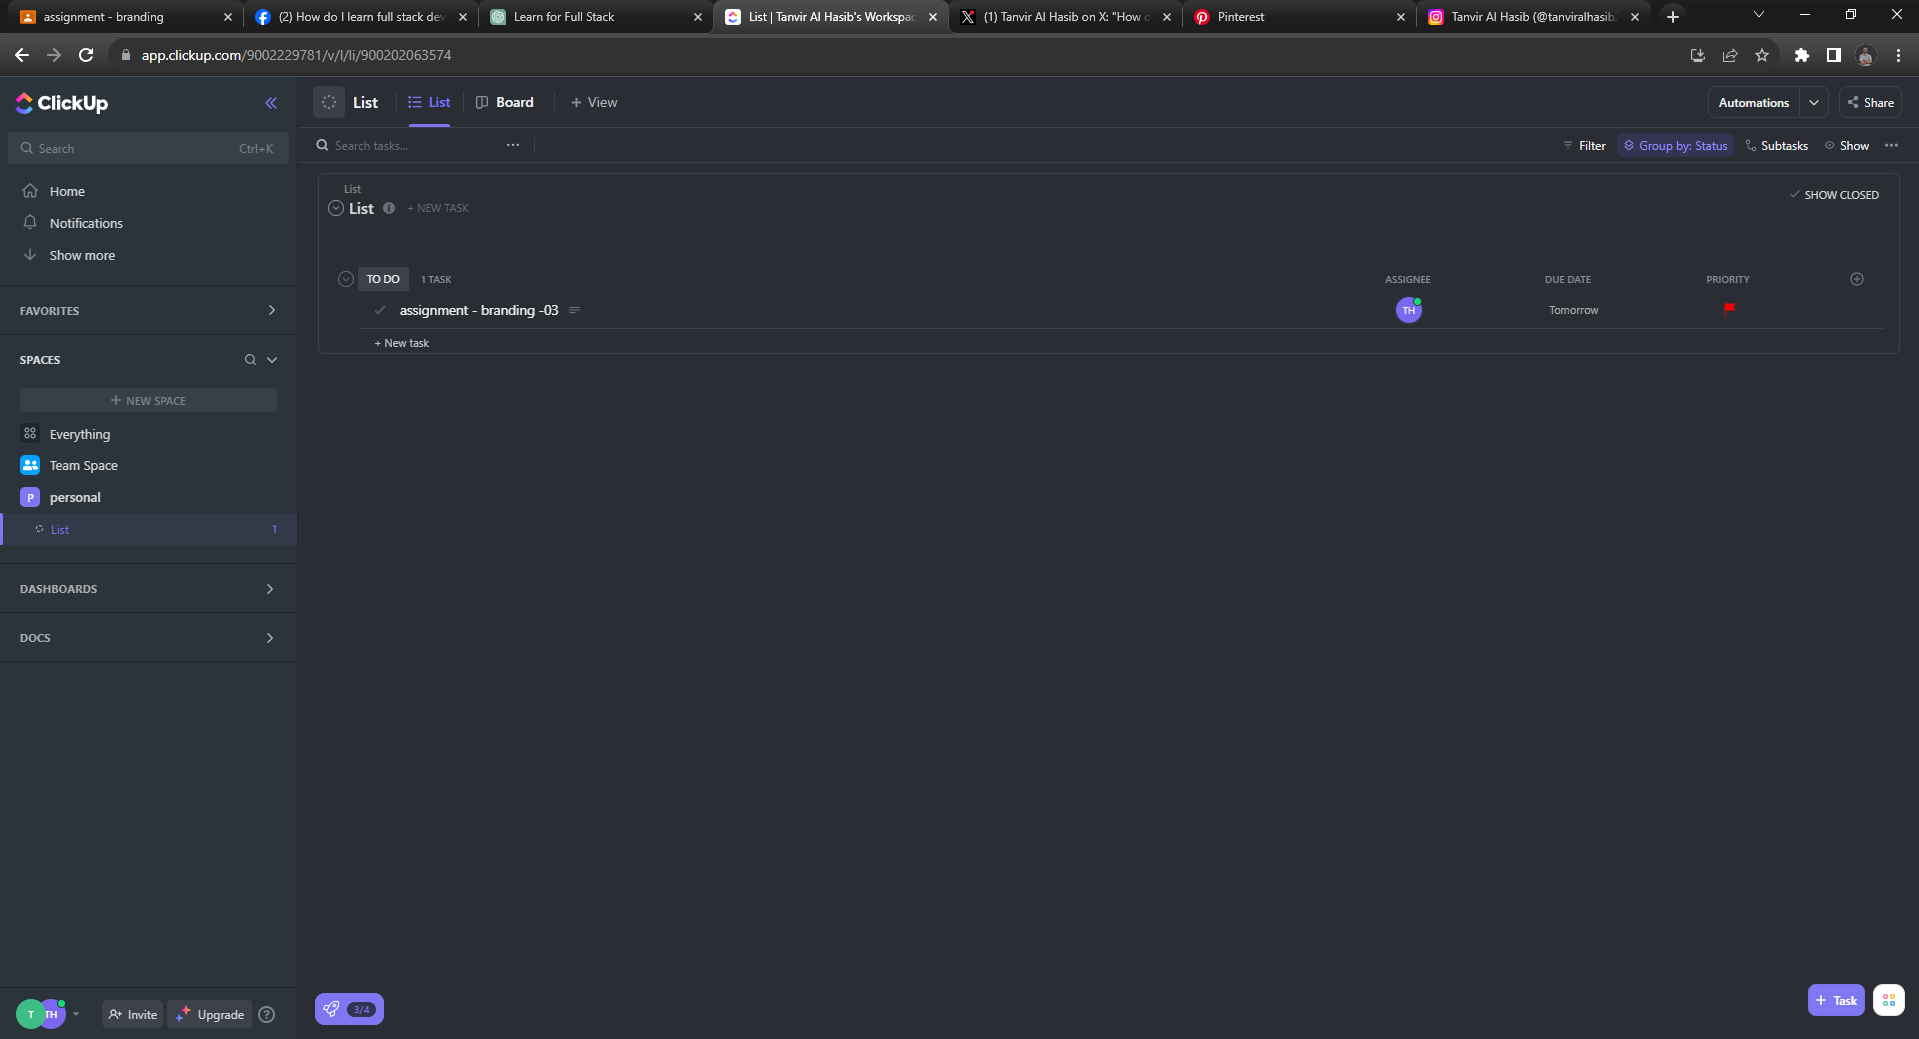 assignment - branding
(2) How do I learn full stack dev
Learn for Full Stack
List | Tanvir Al Hasib's Workspac
(1) Tanvir Al Hasib on X: "How d
Pinterest
Tanvir Al Hasib (@tanviralhasib
app.clickup.com/9002229781/v/l/li/900202063574
ClickUp
List
List
Board
+ View
Automations
Share
Search
Ctrl+K
Search tasks...
Filter
Group by: Status
Subtasks
Show
Home
Notifications
Show more
List
List
+ NEW TASK
SHOW CLOSED
TO DO
1 TASK
ASSIGNEE
DUE DATE
PRIORITY
assignment - branding -03
TH
Tomorrow
+ New task
FAVORITES
SPACES
+ NEW SPACE
Everything
Team Space
P
personal
List
1
DASHBOARDS
DOCS
T
TH
Invite
Upgrade
?
3/4
+ Task